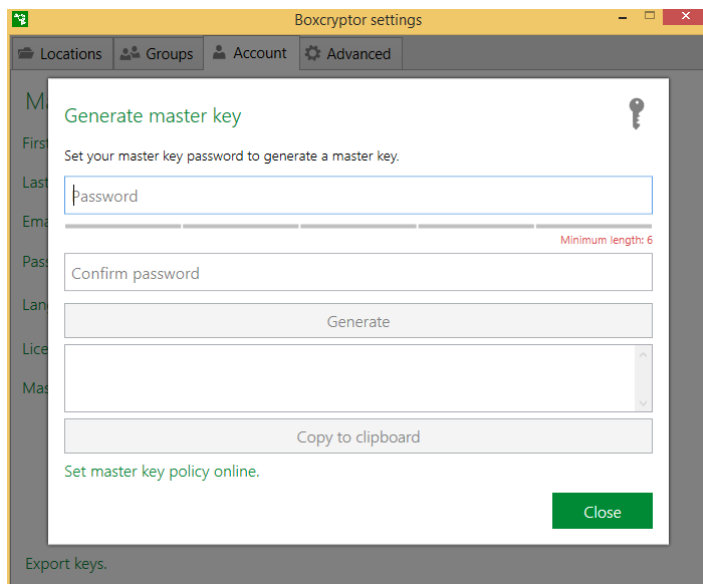 Boxcryptor settings
Locations Groups Account Advanced
Generate master key
Set your master key password to generate a master key.
Password
Minimum length: 6
Confirm password
Generate
Copy to clipboard
Set master key policy online.
Close
Export keys.